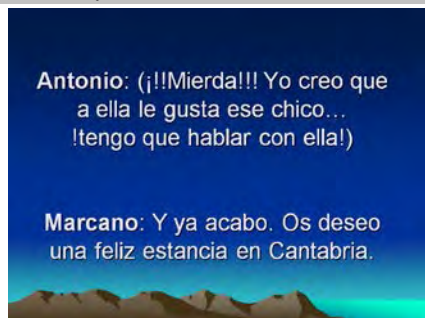 Antonio: (¡!!Mierda!!! Yo creo que
a ella le gusta ese chico...
!tengo que hablar con ella!)
Marcano: Y ya acabo. Os deseo
una feliz estancia en Cantabria.